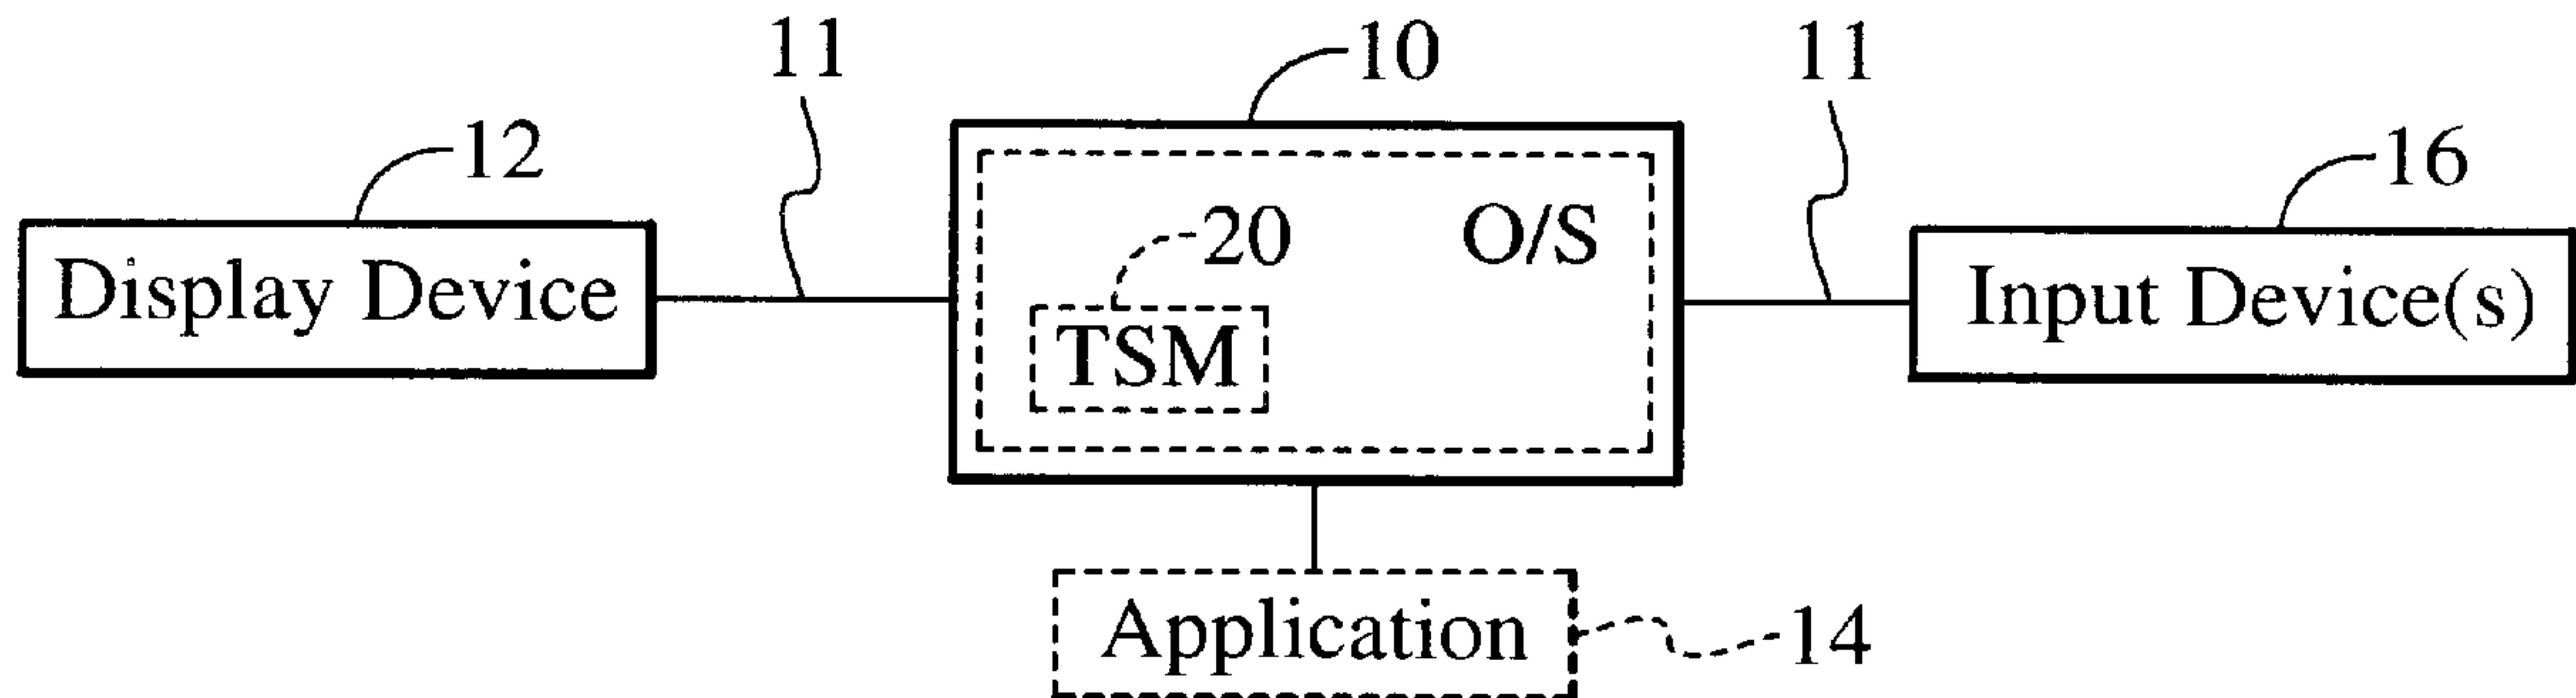 11
10
11
12
16
20
O/S
Display Device
TSM
Input Device(s)
Application
14